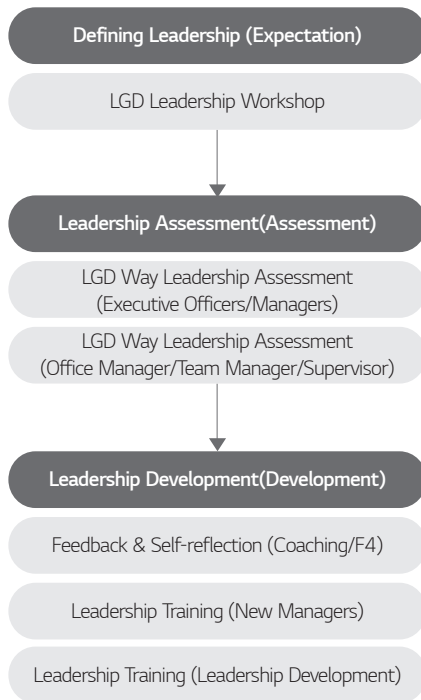 Defining Leadership (Expectation)
LGD Leadership Workshop
Leadership Assessment(Assessment)
LGD Way Leadership Assessment
(Executive Officers/Managers)
LGD Way Leadership Assessment
(Office Manager/Team Manager/Supervisor)
Leadership Development(Development)
Feedback & Self-reflection (Coaching/F4)
Leadership Training (New Managers)
Leadership Training (Leadership Development)